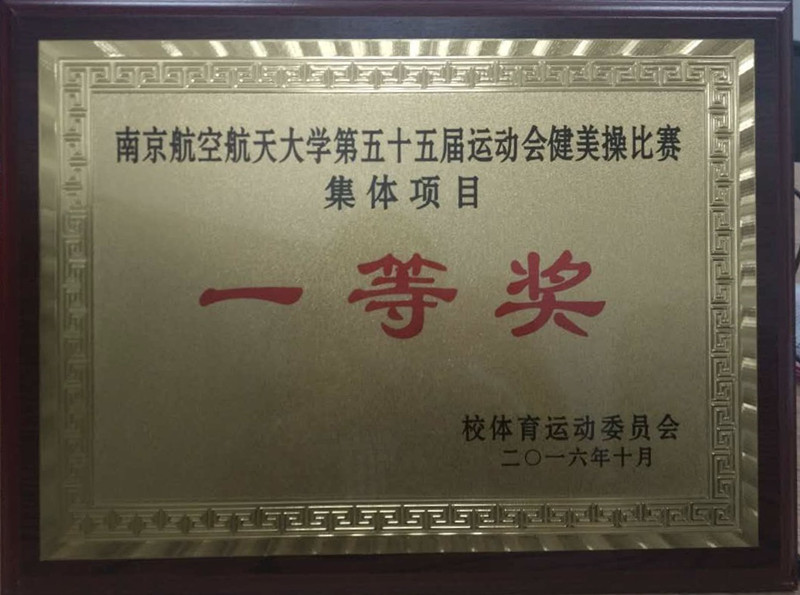 南京航空航天大学第五十五届运动会健美操比赛
集体项目
一等奖
校体育运动委员会
二〇一六年十月